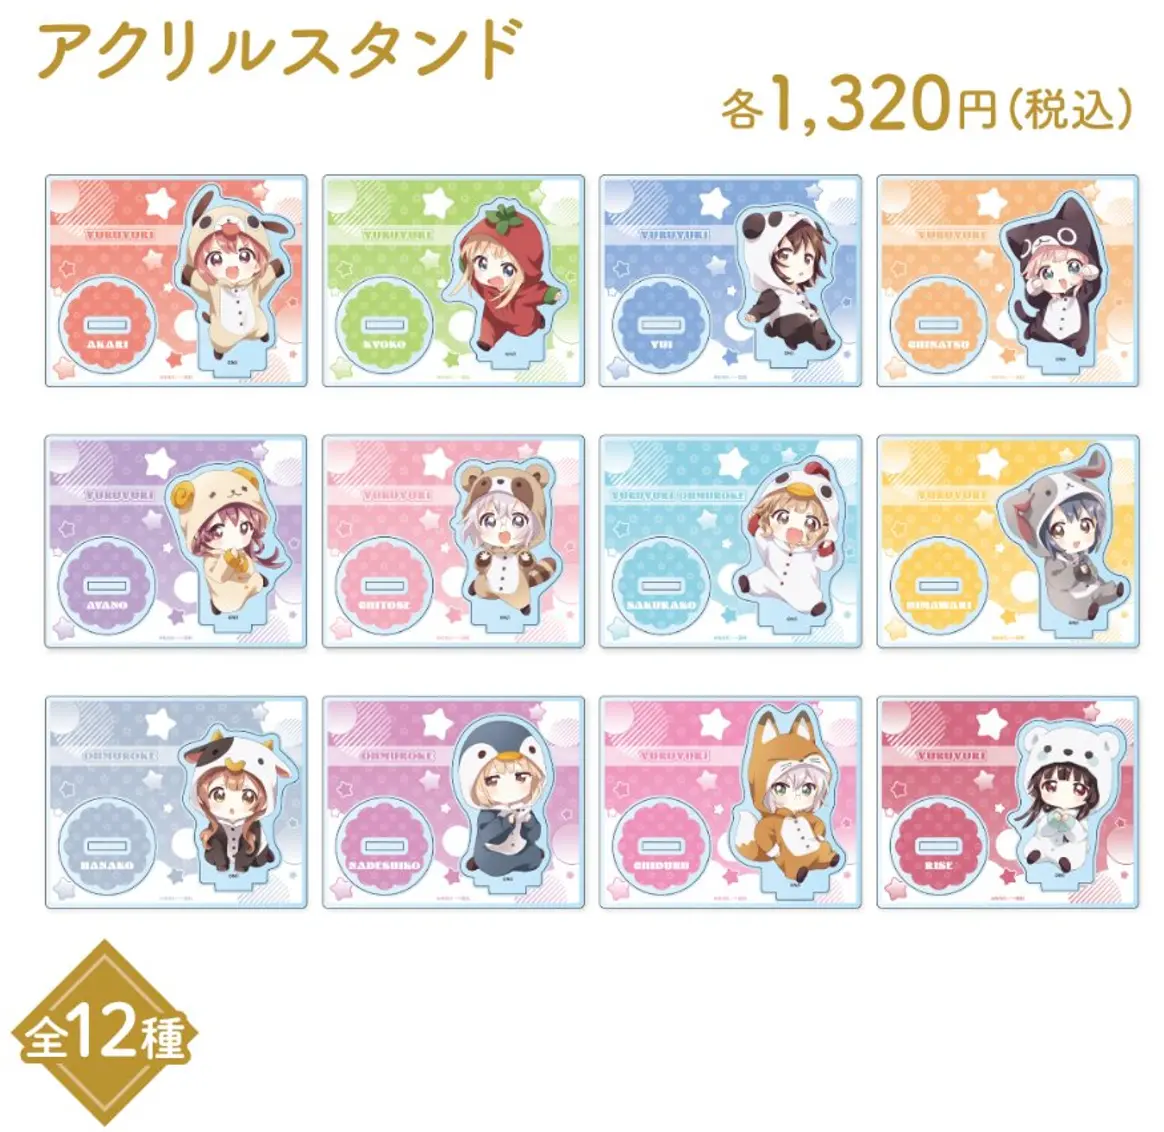 アクリルスタンド
各1,320円(税込)
YURUYURI
YURUYURI
YURUYURI
YURUYURI
AKARI
KYOKO
YUI
CHINATSU
YURUYURI
YURUYURI
YURUYURI OHMUROKE
YURUYURI
AYANO
CHITOSE
SAKURAKO
HIMAWARI
OHMUROKE
OHMUROKE
YURUYURI
YURUYURI
HANAKO
NADESHIKO
CHIDURU
RISE
全12種